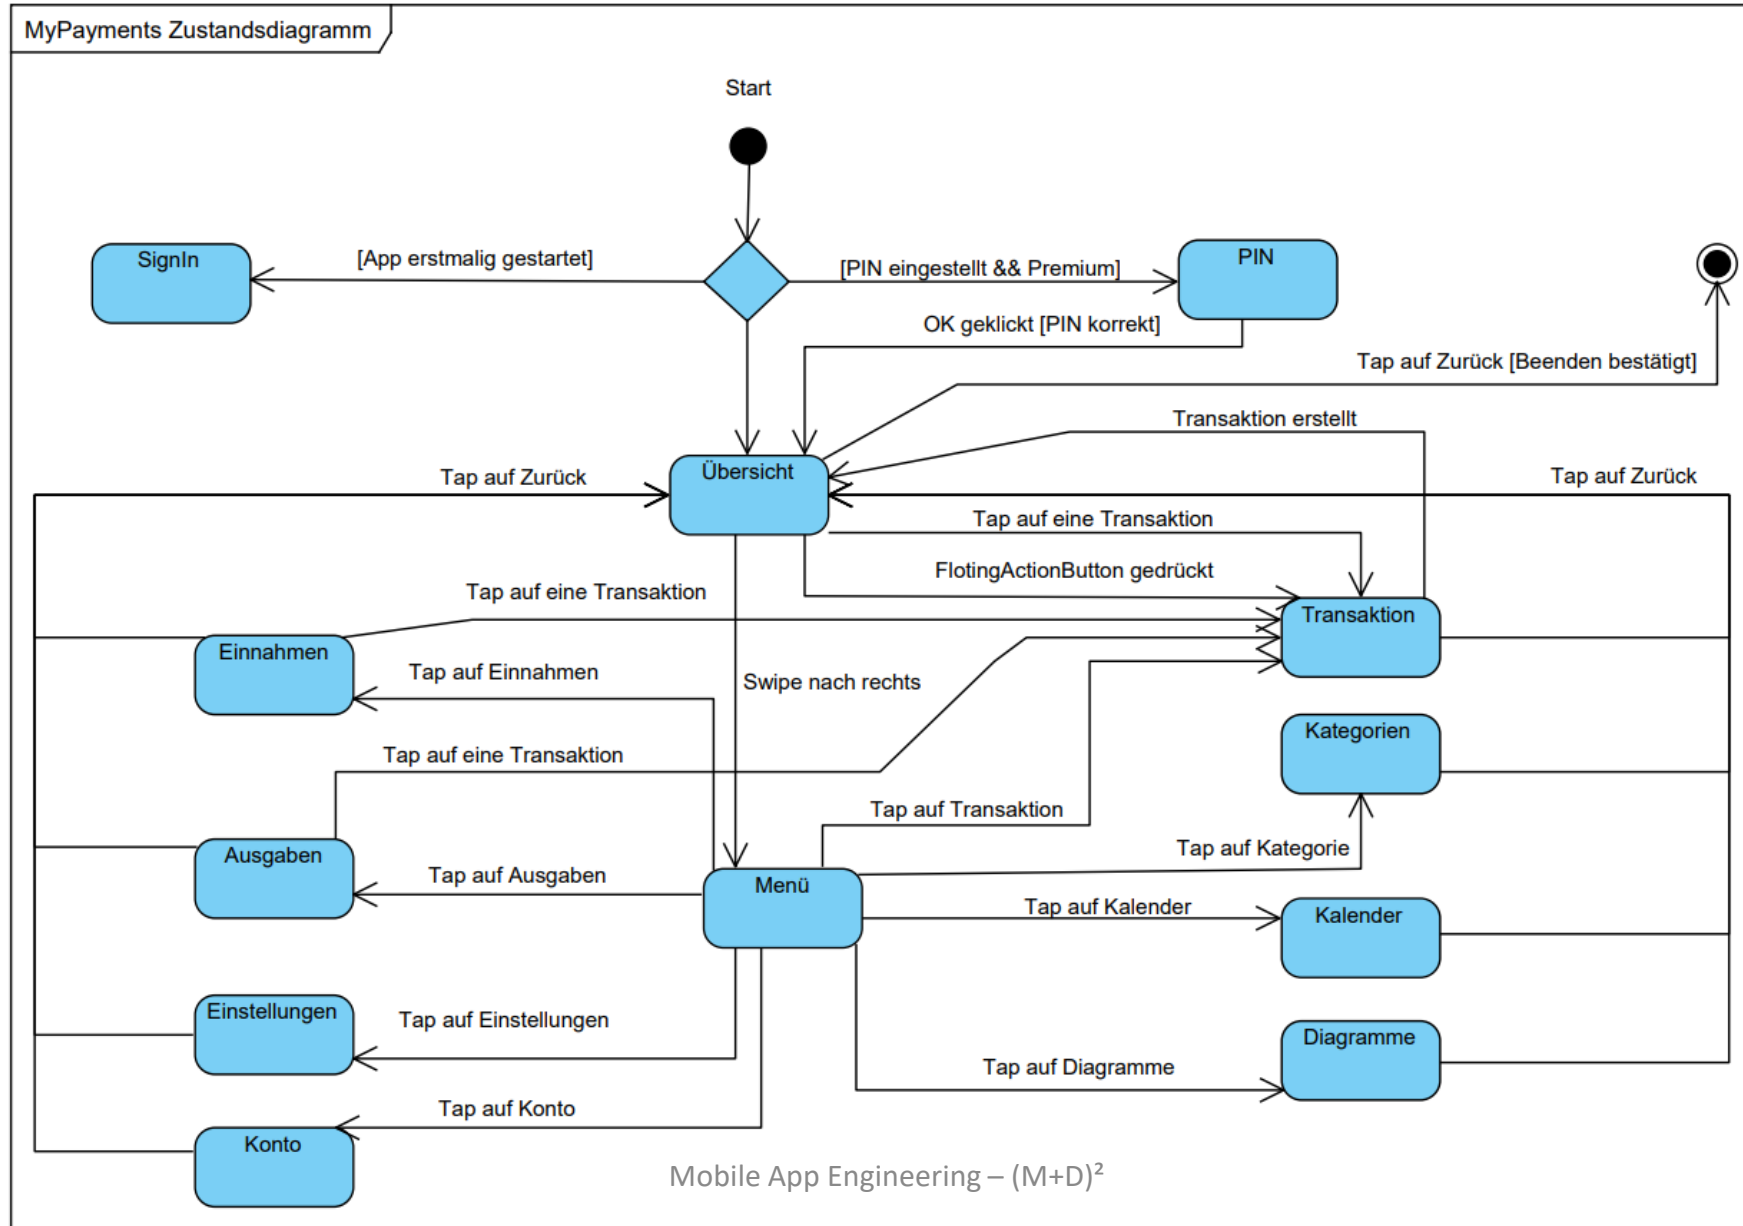 MyPayments Zustandsdiagramm
Start
SignIn
[App erstmalig gestartet]
[PIN eingestellt && Premium]
PIN
OK geklickt [PIN korrekt]
Tap auf Zurück [Beenden bestätigt]
Transaktion erstellt
Tap auf Zurück
Übersicht
Tap auf Zurück
Tap auf eine Transaktion
FlotingActionButton gedrückt
Tap auf eine Transaktion
Transaktion
Einnahmen
Tap auf Einnahmen
Swipe nach rechts
Kategorien
Tap auf eine Transaktion
Tap auf Transaktion
Tap auf Kategorie
Ausgaben
Tap auf Ausgaben
Menü
Tap auf Kalender
Kalender
Einstellungen
Tap auf Einstellungen
Diagramme
Tap auf Diagramme
Tap auf Konto
Konto
Mobile App Engineering – (M+D)²